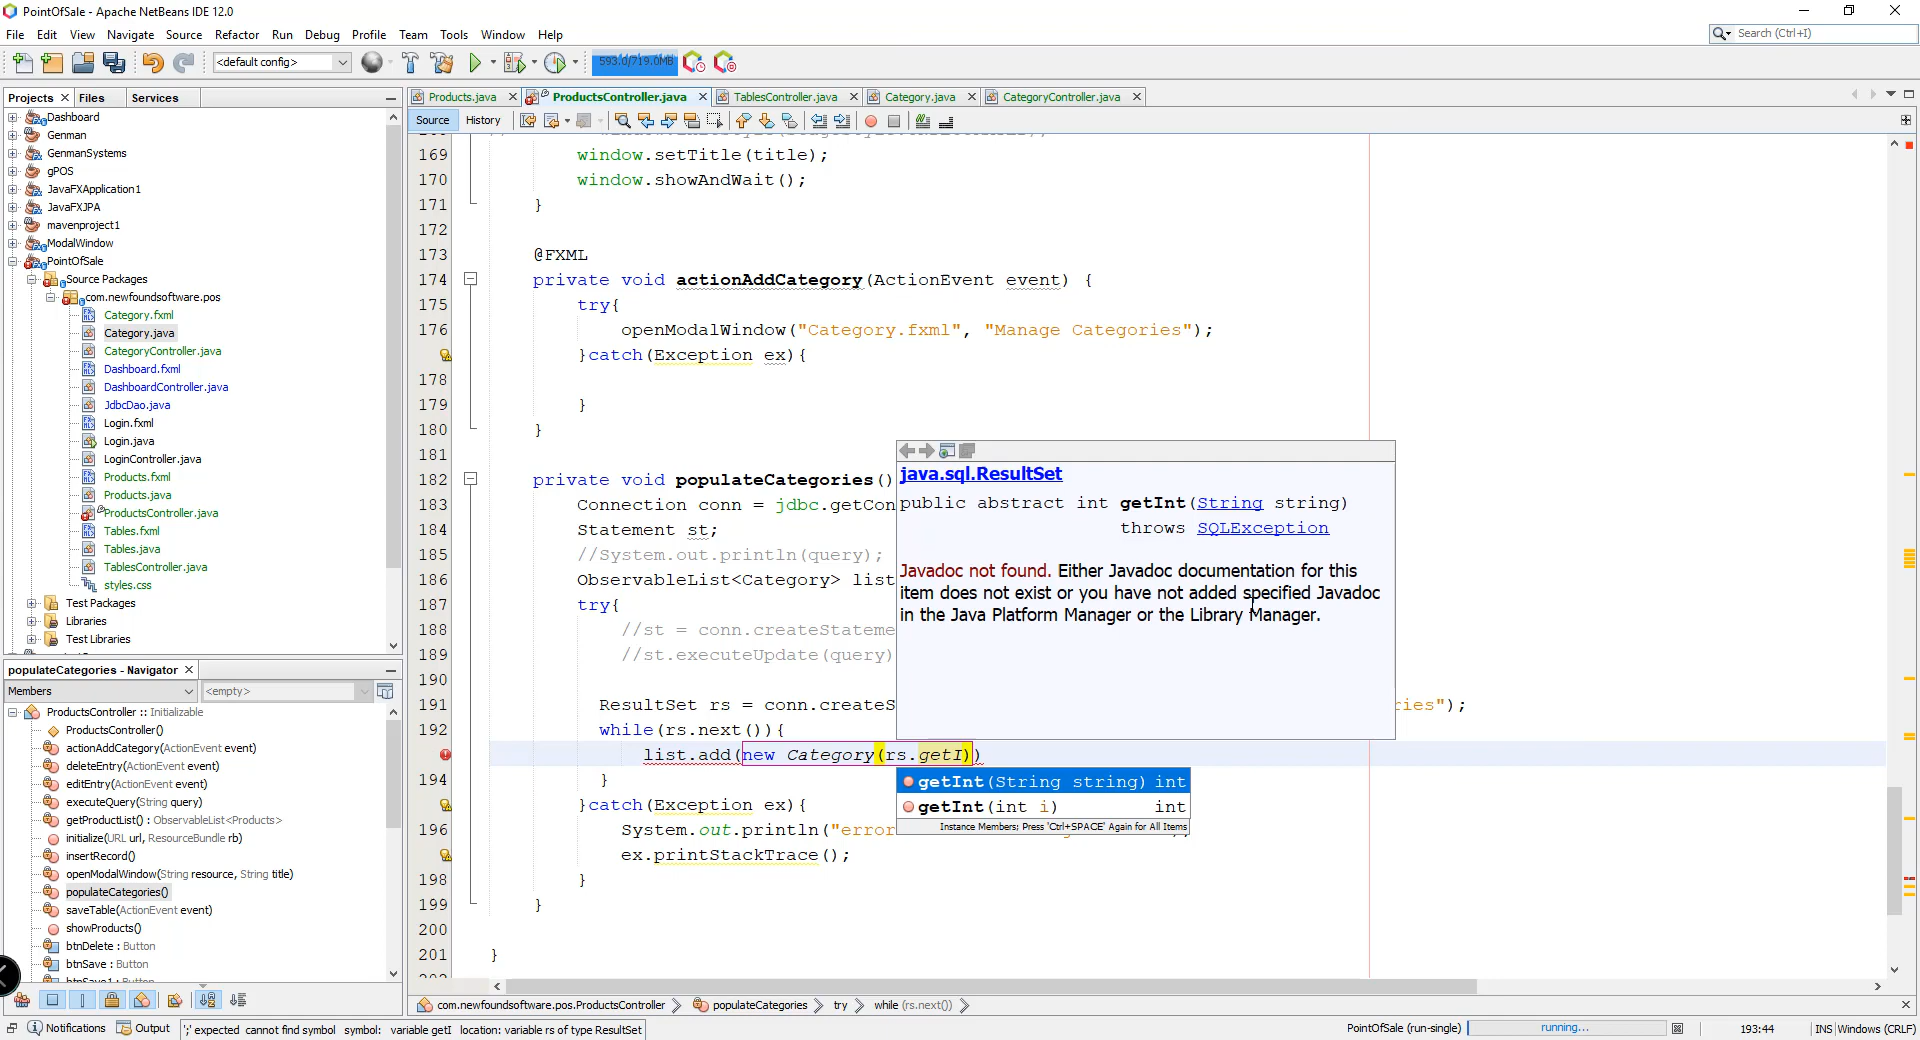 PointOfSale - Apache NetBeans IDE 12.0
File Edit View Navigate Source Refactor Run Debug Profile Team Tools Window Help
Search (Ctrl+I)
<default config>
593.0/719.0MB
Projects Files Services
Dashboard
Genman
GenmanSystems
gPOS
JavaFXApplication1
JavaFXJPA
mavenproject1
ModalWindow
PointOfSale
Source Packages
com.newfoundsoftware.pos
Category.fxml
Category.java
CategoryController.java
Dashboard.fxml
DashboardController.java
JdbcDao.java
Login.fxml
Login.java
LoginController.java
Products.fxml
Products.java
ProductsController.java
Tables.fxml
Tables.java
TablesController.java
styles.css
Test Packages
Libraries
Test Libraries
populateCategories - Navigator
Members <empty>
ProductsController :: Initializable
ProductsController()
actionAddCategory(ActionEvent event)
deleteEntry(ActionEvent event)
editEntry(ActionEvent event)
executeQuery(String query)
getProductList() : ObservableList<Products>
initialize(URL url, ResourceBundle rb)
insertRecord()
openModalWindow(String resource, String title)
populateCategories()
saveTable(ActionEvent event)
showProducts()
btnDelete : Button
btnSave : Button
Products.java ProductsController.java TablesController.java Category.java CategoryController.java
Source History
169 window.setTitle(title);
170 window.showAndWait();
171 }
172
173 @FXML
174 private void actionAddCategory(ActionEvent event) {
175 try{
176 openModalWindow("Category.fxml", "Manage Categories");
}catch(Exception ex){
178
179 }
180 }
181
182 private void populateCategories()
183 Connection conn = jdbc.getCon
184 Statement st;
185 //System.out.println(query);
186 ObservableList<Category> list
187 try{
188 //st = conn.createStateme
189 //st.executeUpdate(query)
190
191 ResultSet rs = conn.createS ries");
192 while(rs.next()){
list.add(new Category(rs.getI))
194 }
}catch(Exception ex){
196 System.out.println("error
ex.printStackTrace();
198 }
199 }
200
201 }
java.sql.ResultSet
public abstract int getInt(String string)
throws SQLException
Javadoc not found. Either Javadoc documentation for this
item does not exist or you have not added specified Javadoc
in the Java Platform Manager or the Library Manager.
getInt(String string) int
getInt(int i) int
Instance Members; Press 'Ctrl+SPACE' Again for All Items
com.newfoundsoftware.pos.ProductsController populateCategories try while (rs.next())
Notifications Output ';' expected cannot find symbol symbol: variable getI location: variable rs of type ResultSet
PointOfSale (run-single) running... 193:44 INS Windows (CRLF)